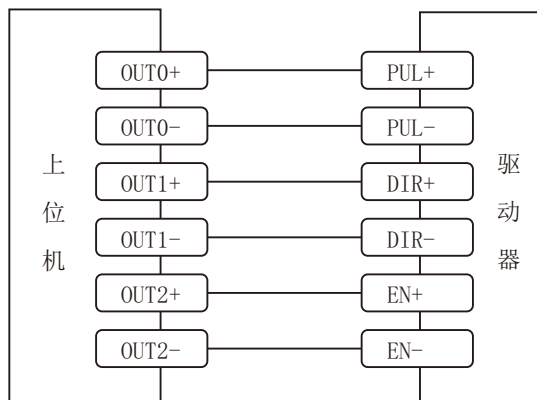 上位机
OUT0+
OUT0-
OUT1+
OUT1-
OUT2+
OUT2-
PUL+
PUL-
DIR+
DIR-
EN+
EN-
驱动器